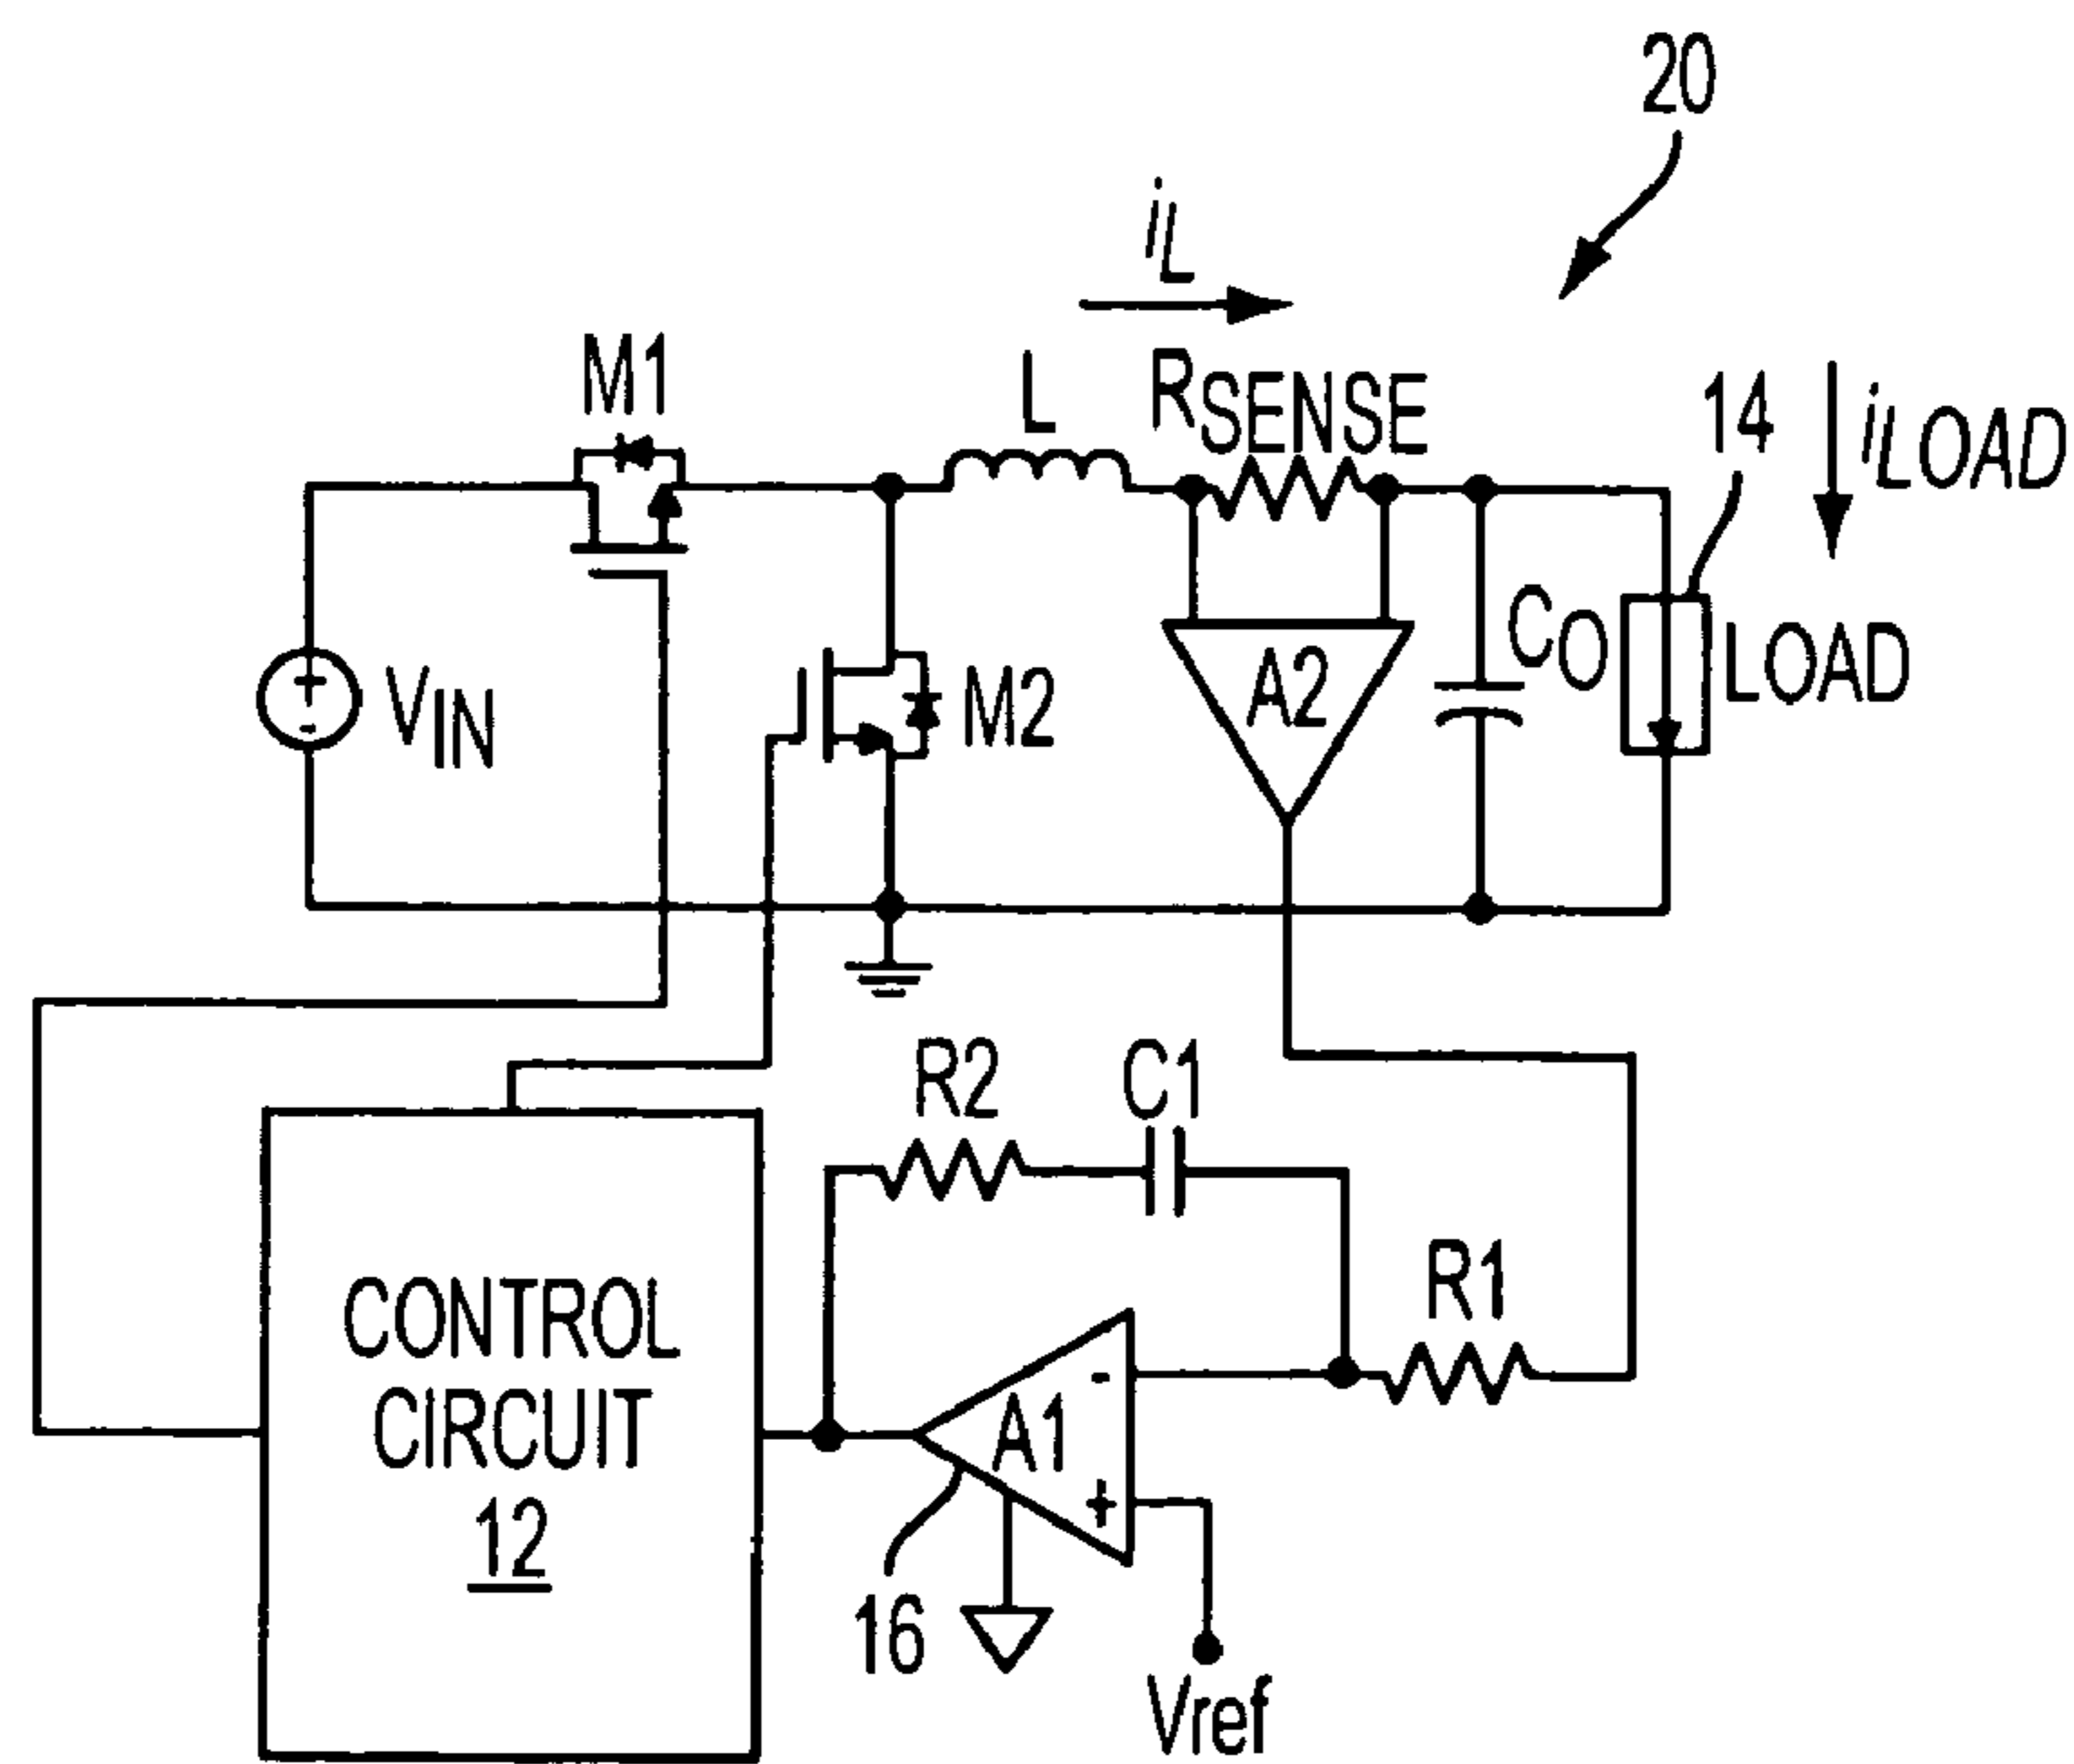 20
iL
M1
L
RSENSE
14
iLOAD
VIN
M2
A2
CO
LOAD
+
-
R2
C1
R1
CONTROL
CIRCUIT
12
A1
-
+
16
Vref